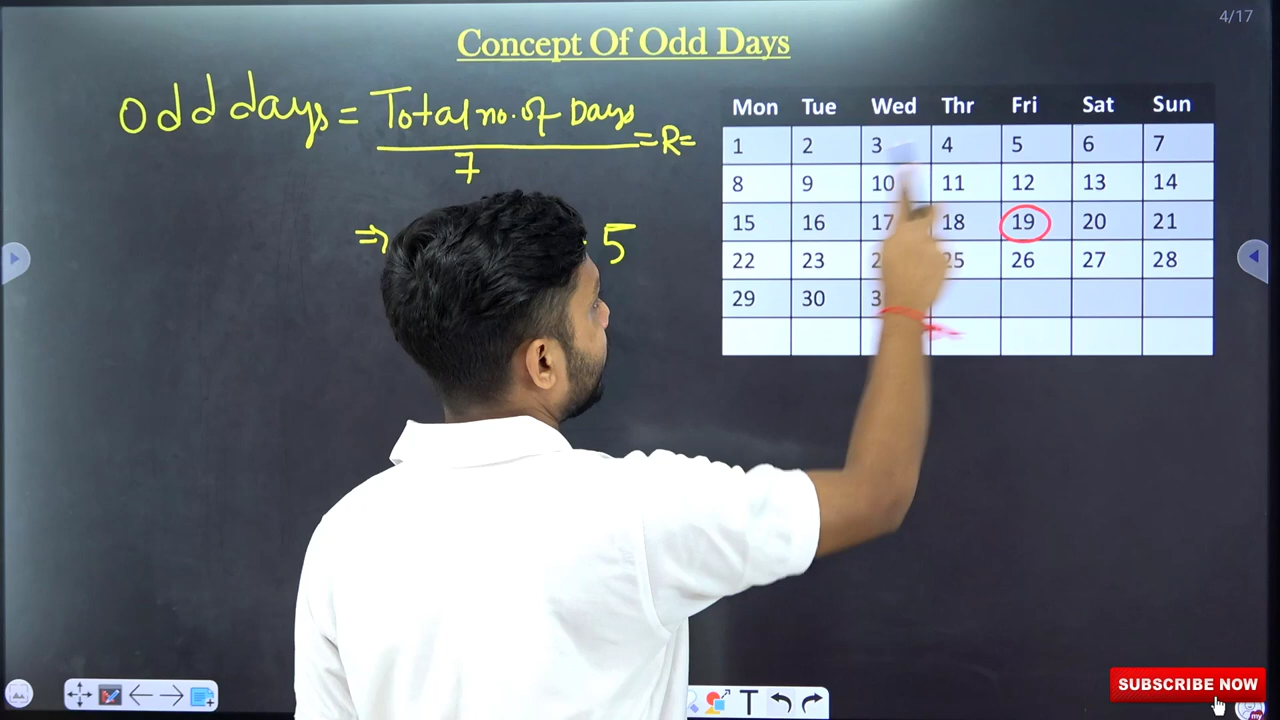 4/17
Concept Of Odd Days
Odd days = Total no. of Days
7
= R =
⇒ 5
Mon Tue Wed Thr Fri Sat Sun
1 2 3 4 5 6 7
8 9 10 11 12 13 14
15 16 17 18 19 20 21
22 23 25 26 27 28
29 30
SUBSCRIBE NOW